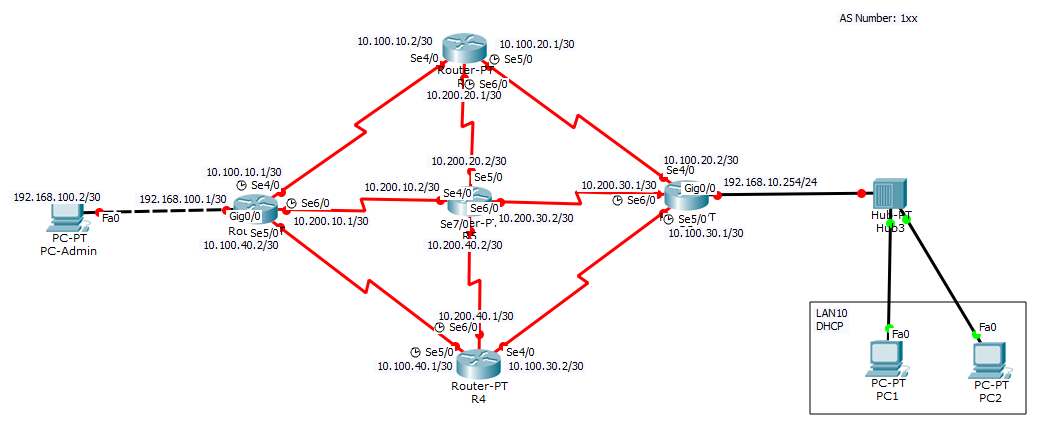 AS Number: 1xx
10.100.10.2/30
10.100.20.1/30
Se4/0
Se5/0
Router-PT
Se6/0
10.200.20.1/30
10.200.20.2/30
Se5/0
10.100.10.1/30
Se4/0
10.200.10.2/30
Se4/0
10.200.30.1/30
10.100.20.2/30
Se4/0
192.168.100.2/30
192.168.100.1/30
Fa0
Gig0/0
Se6/0
10.200.10.1/30
Se5/0
10.100.40.2/30
PC-PT
PC-Admin
Se6/0
Se7/0
10.200.30.2/30
10.200.40.2/30
Se6/0
Gig0/0
192.168.10.254/24
Se5/0
10.100.30.1/30
Hub-PT
Hub3
10.200.40.1/30
Se6/0
Se5/0
Se4/0
10.100.40.1/30
10.100.30.2/30
Router-PT
R4
LAN10
DHCP
Fa0
Fa0
PC-PT
PC1
PC-PT
PC2